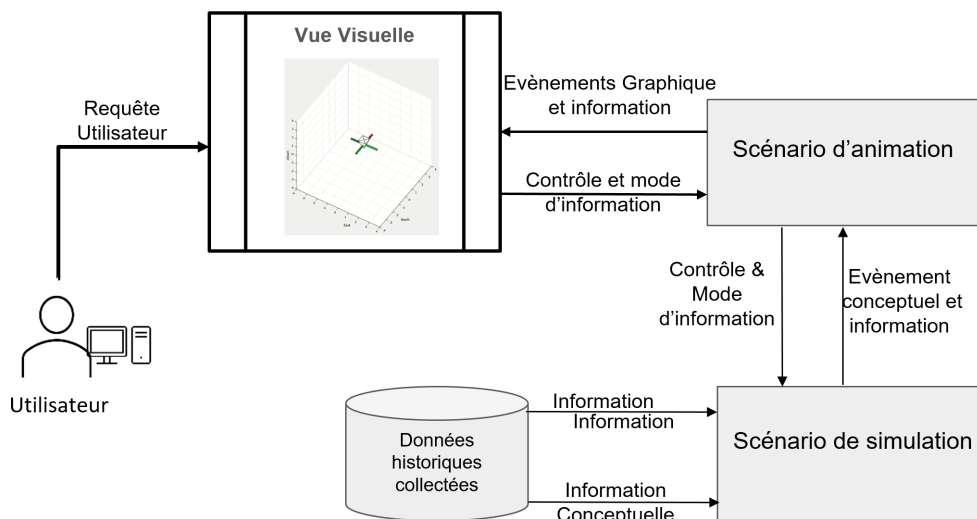 Vue Visuelle
Requête
Utilisateur
Evènements Graphique
et information
Scénario d'animation
Contrôle et mode
d'information
Contrôle &
Mode
d'information
Evènement
conceptuel et
information
Utilisateur
Données
historiques
collectées
Information
Information
Scénario de simulation
Information
Conceptuelle